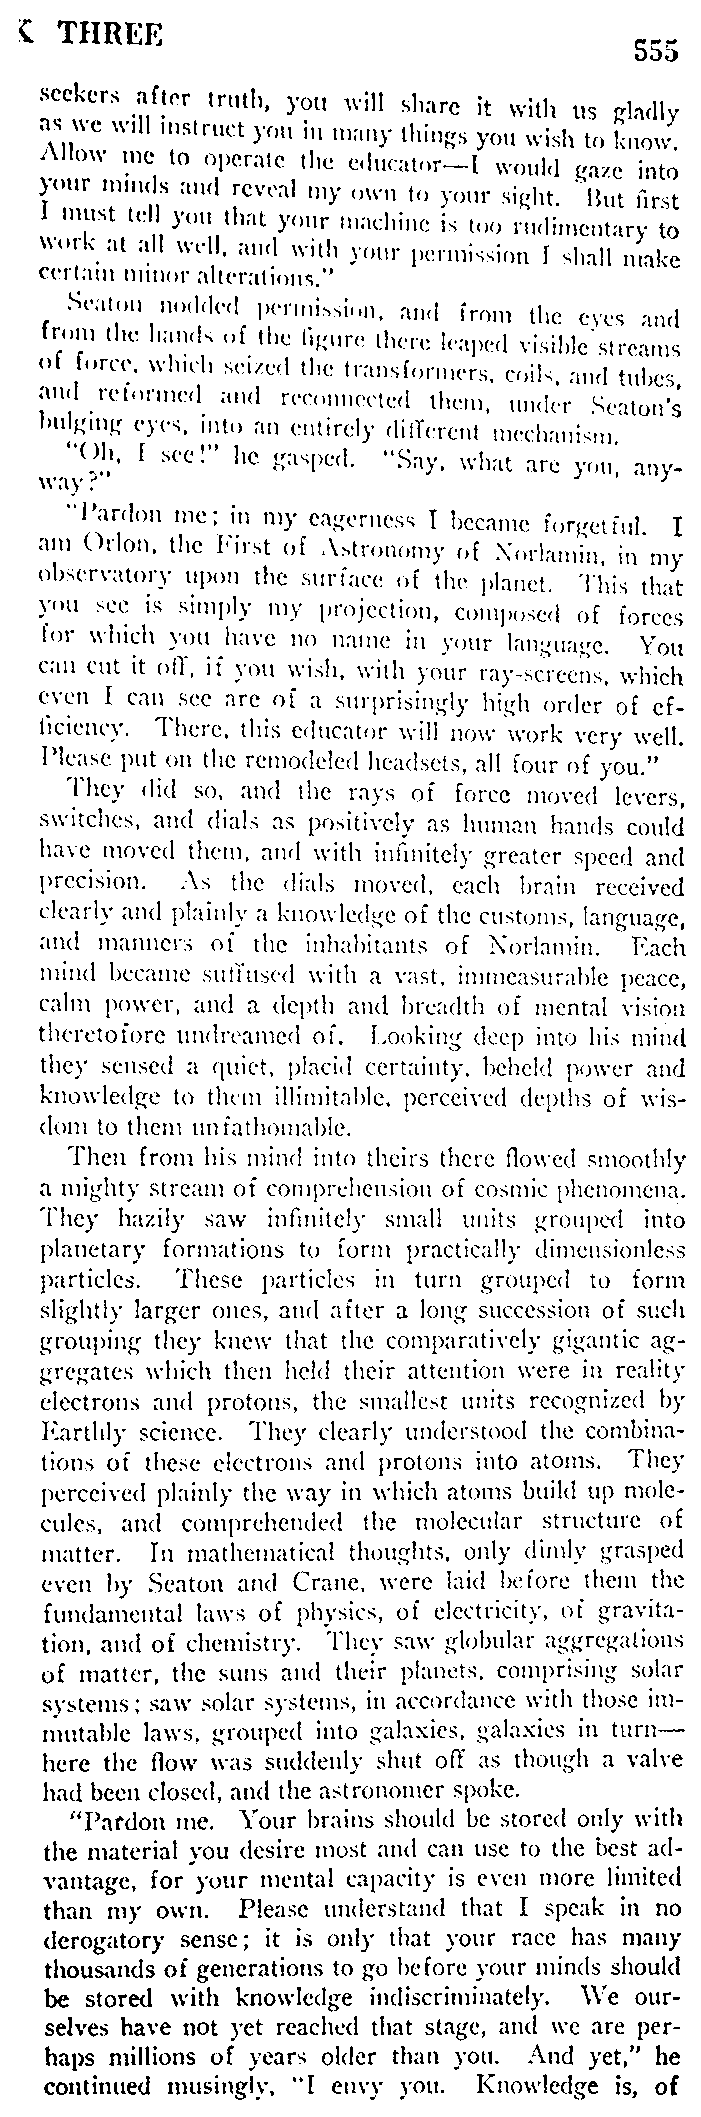 K THREE
555
seekers after truth, you will share it with us gladly
as we will instruct you in many things you wish to know.
Allow me to operate the educator—I would gaze into
your minds and reveal my own to your sight. But first
I must tell you that your machine is too rudimentary to
work at all well, and with your permission I shall make
certain minor alterations."
Seaton nodded permission, and from the eyes and
from the hands of the figure there leaped visible streams
of force, which seized the transformers, coils, and tubes,
and reformed and reconnected them, under Seaton's
bulging eyes, into an entirely different mechanism.
"Oh, I see!" he gasped. "Say, what are you, any-
way?"
"Pardon me; in my eagerness I became forgetful. I
am Orlon, the First of Astronomy of Norlamin, in my
observatory upon the surface of the planet. This that
you see is simply my projection, composed of forces
for which you have no name in your language. You
can cut it off, if you wish, with your ray-screens, which
even I can see are of a surprisingly high order of ef-
ficiency. There, this educator will now work very well.
Please put on the remodeled headsets, all four of you."
They did so, and the rays of force moved levers,
switches, and dials as positively as human hands could
have moved them, and with infinitely greater speed and
precision. As the dials moved, each brain received
clearly and plainly a knowledge of the customs, language,
and manners of the inhabitants of Norlamin. Each
mind became suffused with a vast, immeasurable peace,
calm power, and a depth and breadth of mental vision
theretofore undreamed of. Looking deep into his mind
they sensed a quiet, placid certainty, beheld power and
knowledge to them illimitable, perceived depths of wis-
dom to them unfathomable.
Then from his mind into theirs there flowed smoothly
a mighty stream of comprehension of cosmic phenomena.
They hazily saw infinitely small units grouped into
planetary formations to form practically dimensionless
particles. These particles in turn grouped to form
slightly larger ones, and after a long succession of such
grouping they knew that the comparatively gigantic ag-
gregates which then held their attention were in reality
electrons and protons, the smallest units recognized by
Earthly science. They clearly understood the combina-
tions of these electrons and protons into atoms. They
perceived plainly the way in which atoms build up mole-
cules, and comprehended the molecular structure of
matter. In mathematical thoughts, only dimly grasped
even by Seaton and Crane, were laid before them the
fundamental laws of physics, of electricity, of gravita-
tion, and of chemistry. They saw globular aggregations
of matter, the suns and their planets, comprising solar
systems; saw solar systems, in accordance with those im-
mutable laws, grouped into galaxies, galaxies in turn—
here the flow was suddenly shut off as though a valve
had been closed, and the astronomer spoke.
"Pardon me. Your brains should be stored only with
the material you desire most and can use to the best ad-
vantage, for your mental capacity is even more limited
than my own. Please understand that I speak in no
derogatory sense; it is only that your race has many
thousands of generations to go before your minds should
be stored with knowledge indiscriminately. We our-
selves have not yet reached that stage, and we are per-
haps millions of years older than you. And yet," he
continued musingly, "I envy you. Knowledge is, of